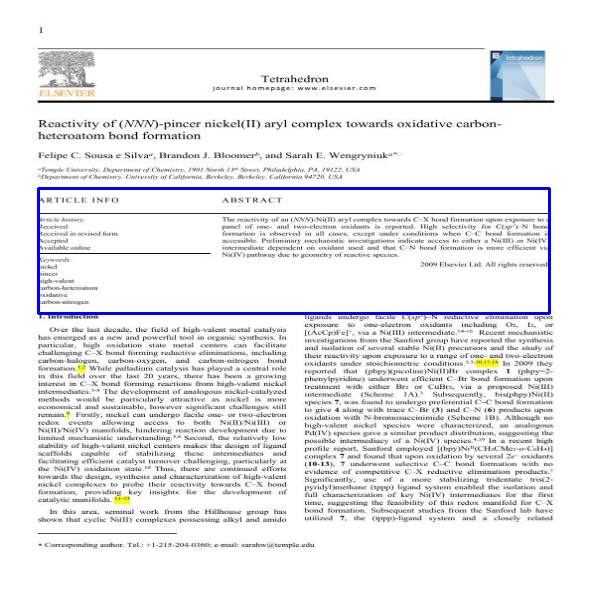 1
ELSEVIER
Tetrahedron
journal homepage: www.elsevier.com
Tetrahedron
Reactivity of (NNN)-pincer nickel(II) aryl complex towards oxidative carbon-
heteroatom bond formation
Felipe C. Sousa e Silvaᵃ, Brandon J. Bloomerᵇ, and Sarah E. Wengryniukᵃ*
ᵃTemple University, Department of Chemistry, 1901 North 13ᵗʰ Street, Philadelphia, PA, 19122, USA
ᵇDepartment of Chemistry, University of California, Berkeley, Berkeley, California 94720, USA
ARTICLE INFO
Article history:
Received
Received in revised form
Accepted
Available online
Keywords:
nickel
pincer
high-valent
carbon-heteroatom
oxidative
carbon-nitrogen
ABSTRACT
The reactivity of an (NNN)-Ni(II) aryl complex towards C–X bond formation upon exposure to a
panel of one- and two-electron oxidants is reported. High selectivity for C(sp²)–N bond
formation is observed in all cases, except under conditions when C–C bond formation is
accessible. Preliminary mechanistic investigations indicate access to either a Ni(III) or Ni(IV)
intermediate dependent on oxidant used and that C–N bond formation is more efficient via
Ni(IV) pathway due to geometry of reactive species.
2009 Elsevier Ltd. All rights reserved
1. Introduction
Over the last decade, the field of high-valent metal catalysis
has emerged as a new and powerful tool in organic synthesis. In
particular, high oxidation state metal centers can facilitate
challenging C–X bond forming reductive eliminations, including
carbon-halogen, carbon-oxygen, and carbon-nitrogen bond
formation.¹,² While palladium catalysis has played a central role
in this field over the last 20 years, there has been a growing
interest in C–X bond forming reactions from high-valent nickel
intermediates.³⁻⁸ The development of analogous nickel-catalyzed
methods would be particularly attractive as nickel is more
economical and sustainable, however significant challenges still
remain.⁹ Firstly, nickel can undergo facile one- or two-electron
redox events allowing access to both Ni(I)/Ni(III) or
Ni(II)/Ni(IV) manifolds, hindering reaction development due to
limited mechanistic understanding.⁵,⁶ Second, the relatively low
stability of high-valent nickel centers makes the design of ligand
scaffolds capable of stabilizing these intermediates and
facilitating efficient catalyst turnover challenging, particularly at
the Ni(IV) oxidation state.¹⁰ Thus, there are continued efforts
towards the design, synthesis and characterization of high-valent
nickel complexes to probe their reactivity towards C–X bond
formation, providing key insights for the development of
catalytic manifolds. ¹¹⁻¹³
In this area, seminal work from the Hillhouse group has
shown that cyclic Ni(II) complexes possessing alkyl and amido
ligands undergo facile C(sp³)–N reductive elimination upon
exposure to one-electron oxidants including O₂, I₂, or
[(AcCp)Fe]⁺, via a Ni(III) intermediate.¹⁴⁻¹⁶ Recent mechanistic
investigations from the Sanford group have reported the synthesis
and isolation of several stable Ni(IV) precursors and the study of
their reactivity upon exposure to a range of one- and two-electron
oxidants under stoichiometric conditions.³,⁵,¹⁰,¹⁷,¹⁸ In 2009 they
reported that (phpy)(picoline)Ni(II)Br complex 1 (phpy=2-
phenylpyridine) underwent efficient C–Br bond formation upon
treatment with either Br₂ or CuBr₂, via a proposed Ni(III)
intermediate (Scheme 1A).³ Subsequently, bis(phpy)Ni(II)
species 7, was found to undergo preferential C–C bond formation
to give 4 along with trace C–Br (3) and C–N (6) products upon
oxidation with N-bromosuccinimide (Scheme 1B). Although no
high-valent nickel species were characterized, an analogous
Pd(IV) species gave a similar product distribution, suggesting the
possible intermediacy of a Ni(IV) species.⁴,¹⁹ In a recent high
profile report, Sanford employed [(bpy)Niᴵᴵ(CH₂CMe₂-o-C₆H₄)]
complex 7 and found that upon oxidation by several 2e⁻ oxidants
(10-13), 7 underwent selective C–C bond formation with no
evidence of competitive C–X reductive elimination products.⁵
Significantly, use of a more stabilizing tridentate tris(2-
pyridyl)methane (tppy) ligand system enabled the isolation and
full characterization of key Ni(IV) intermediates for the first
time, suggesting the feasibility of this redox manifold for C–X
bond formation. Subsequent studies from the Sanford lab have
utilized 7, the (tppy)-ligand system and a closely related
* Corresponding author. Tel.: +1-215-204-0360; e-mail: sarahw@temple.edu